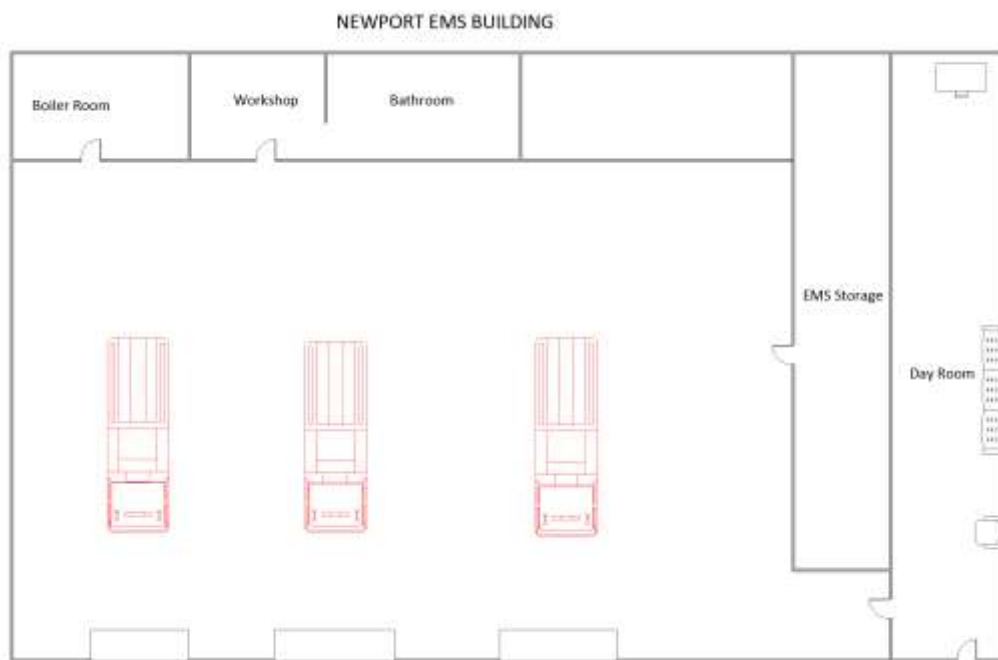 NEWPORT EMS BUILDING
Boiler Room
Workshop
Bathroom
EMS Storage
Day Room